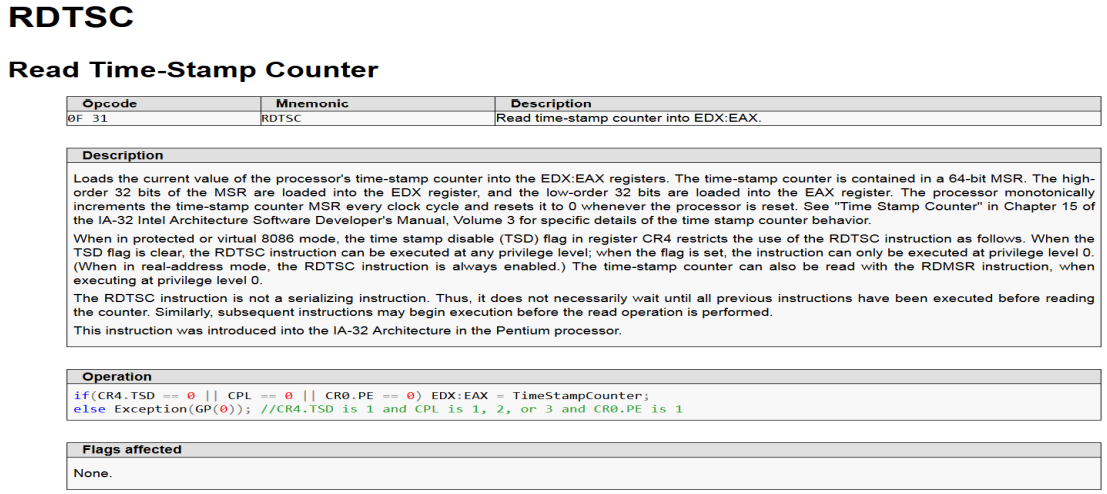 RDTSC
Read Time-Stamp Counter
Opcode Mnemonic Description
0F 31 RDTSC Read time-stamp counter into EDX:EAX.
Description
Loads the current value of the processor's time-stamp counter into the EDX:EAX registers. The time-stamp counter is contained in a 64-bit MSR. The high-
order 32 bits of the MSR are loaded into the EDX register, and the low-order 32 bits are loaded into the EAX register. The processor monotonically
increments the time-stamp counter MSR every clock cycle and resets it to 0 whenever the processor is reset. See "Time Stamp Counter" in Chapter 15 of
the IA-32 Intel Architecture Software Developer's Manual, Volume 3 for specific details of the time stamp counter behavior.
When in protected or virtual 8086 mode, the time stamp disable (TSD) flag in register CR4 restricts the use of the RDTSC instruction as follows. When the
TSD flag is clear, the RDTSC instruction can be executed at any privilege level; when the flag is set, the instruction can only be executed at privilege level 0.
(When in real-address mode, the RDTSC instruction is always enabled.) The time-stamp counter can also be read with the RDMSR instruction, when
executing at privilege level 0.
The RDTSC instruction is not a serializing instruction. Thus, it does not necessarily wait until all previous instructions have been executed before reading
the counter. Similarly, subsequent instructions may begin execution before the read operation is performed.
This instruction was introduced into the IA-32 Architecture in the Pentium processor.
Operation
if(CR4.TSD == 0 || CPL == 0 || CR0.PE == 0) EDX:EAX = TimeStampCounter;
else Exception(GP(0)); //CR4.TSD is 1 and CPL is 1, 2, or 3 and CR0.PE is 1
Flags affected
None.